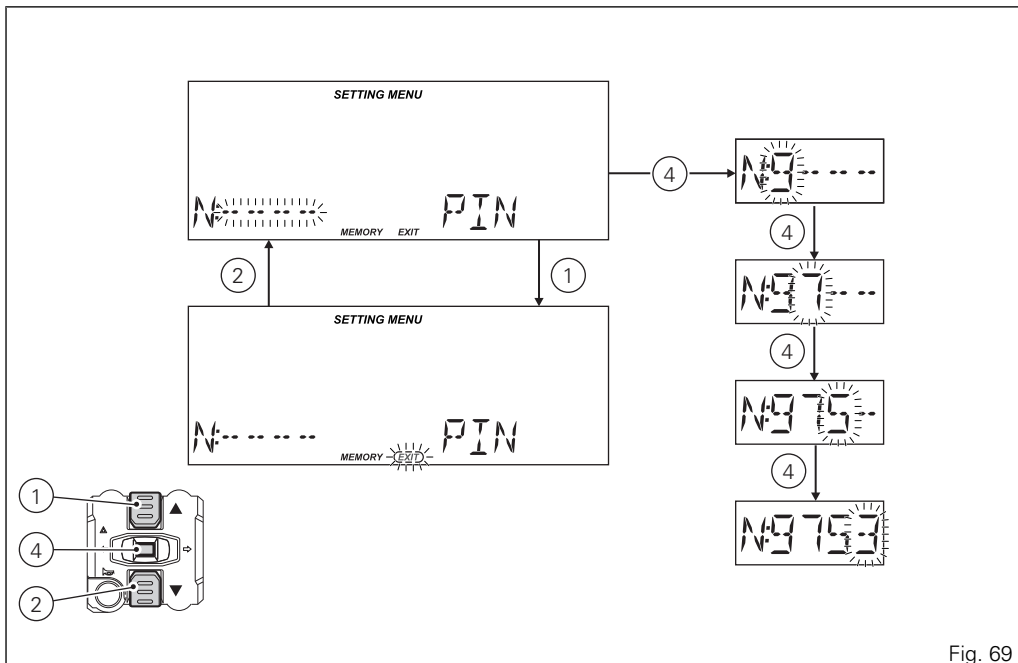 SETTING MENU
N:-- -- -- -- PIN
MEMORY EXIT
4
N:9-- -- --
4
N:97-- --
4
N:975--
4
N:9753
2
1
SETTING MENU
N:-- -- -- -- PIN
MEMORY EXIT
1
4
2
Fig. 69